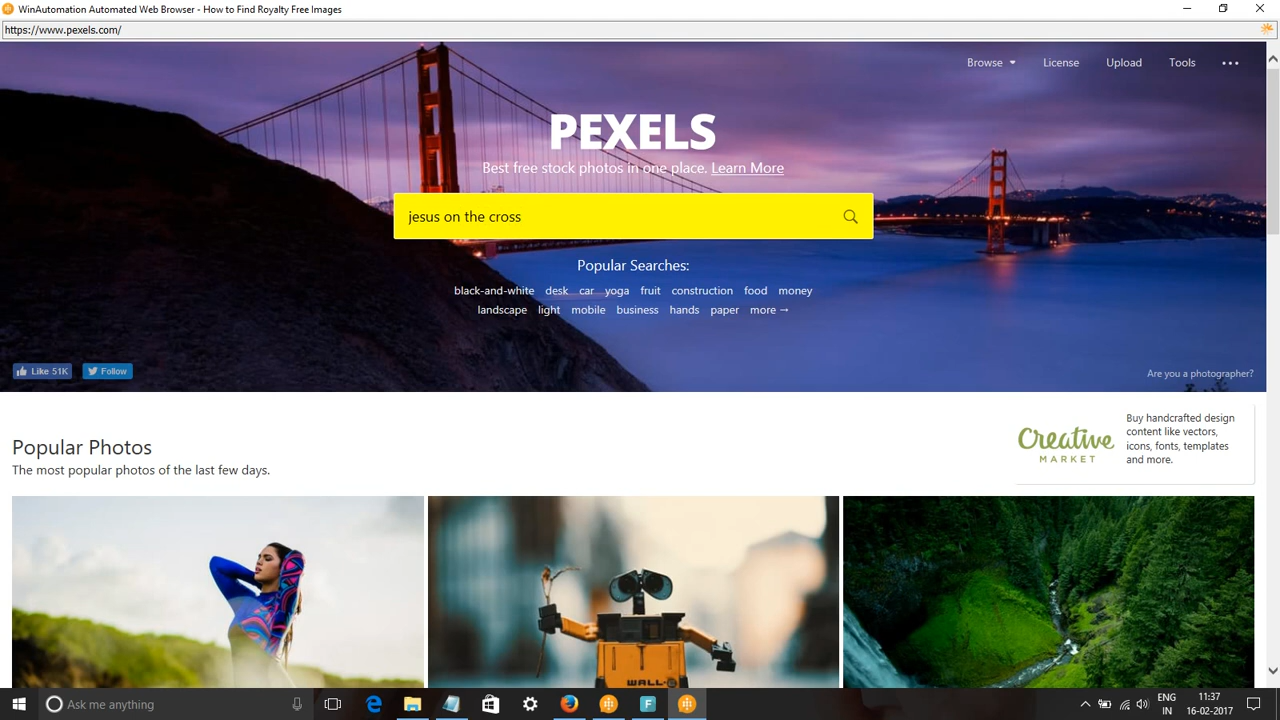 WinAutomation Automated Web Browser - How to Find Royalty Free Images
https://www.pexels.com/
Browse License Upload Tools
PEXELS
Best free stock photos in one place. Learn More
jesus on the cross
Popular Searches:
black-and-white desk car yoga fruit construction food money
landscape light mobile business hands paper more →
Like 51K Follow
Are you a photographer?
Popular Photos
The most popular photos of the last few days.
Creative
MARKET
Buy handcrafted design
content like vectors,
icons, fonts, templates
and more.
WALL-E
Ask me anything
ENG
IN
11:37
16-02-2017